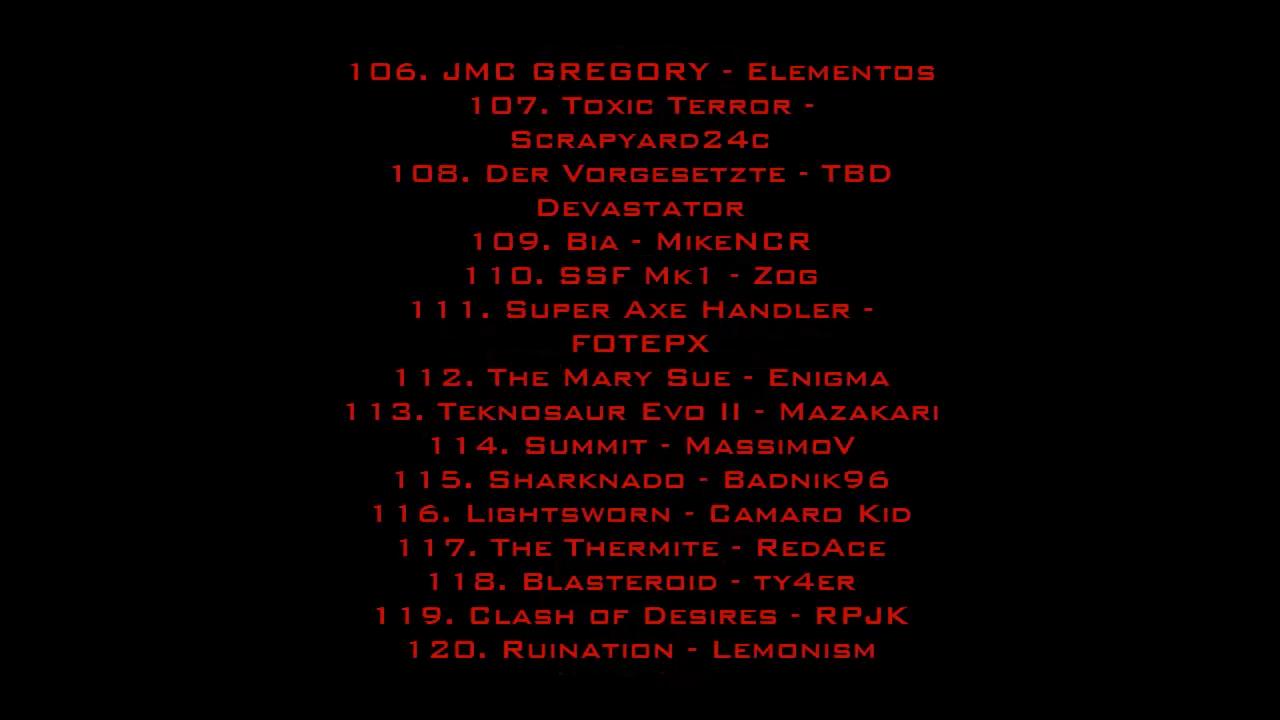 106. JMC GREGORY - Elementos
107. Toxic Terror -
Scrapyard24c
108. Der Vorgesetzte - TBD
Devastator
109. Bia - MikeNCR
110. SSF Mk1 - Zog
111. Super Axe Handler -
FOTEPX
112. The Mary Sue - Enigma
113. Teknosaur Evo II - Mazakari
114. Summit - MassimoV
115. Sharknado - Badnik96
116. Lightsworn - Camaro Kid
117. The Thermite - RedAce
118. Blasteroid - ty4er
119. Clash of Desires - RPJK
120. Ruination - Lemonism